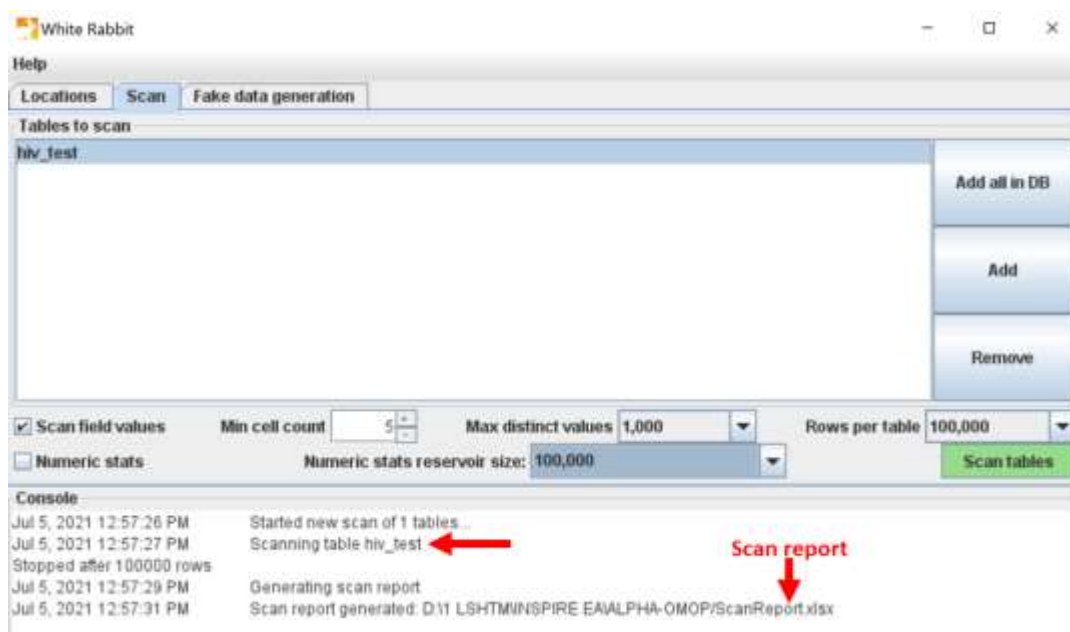 White Rabbit
Help
Locations Scan Fake data generation
Tables to scan
hiv_test
Add all in DB
Add
Remove
Scan field values Min cell count 5 Max distinct values 1,000 Rows per table 100,000
Numeric stats Numeric stats reservoir size: 100,000 Scan tables
Console
Jul 5, 2021 12:57:26 PM Started new scan of 1 tables...
Jul 5, 2021 12:57:27 PM Scanning table hiv_test
Scan report
Stopped after 100000 rows
Jul 5, 2021 12:57:29 PM Generating scan report
Jul 5, 2021 12:57:31 PM Scan report generated: D:\1 LSHTM\INSPIRE EA\ALPHA-OMOP/ScanReport.xlsx